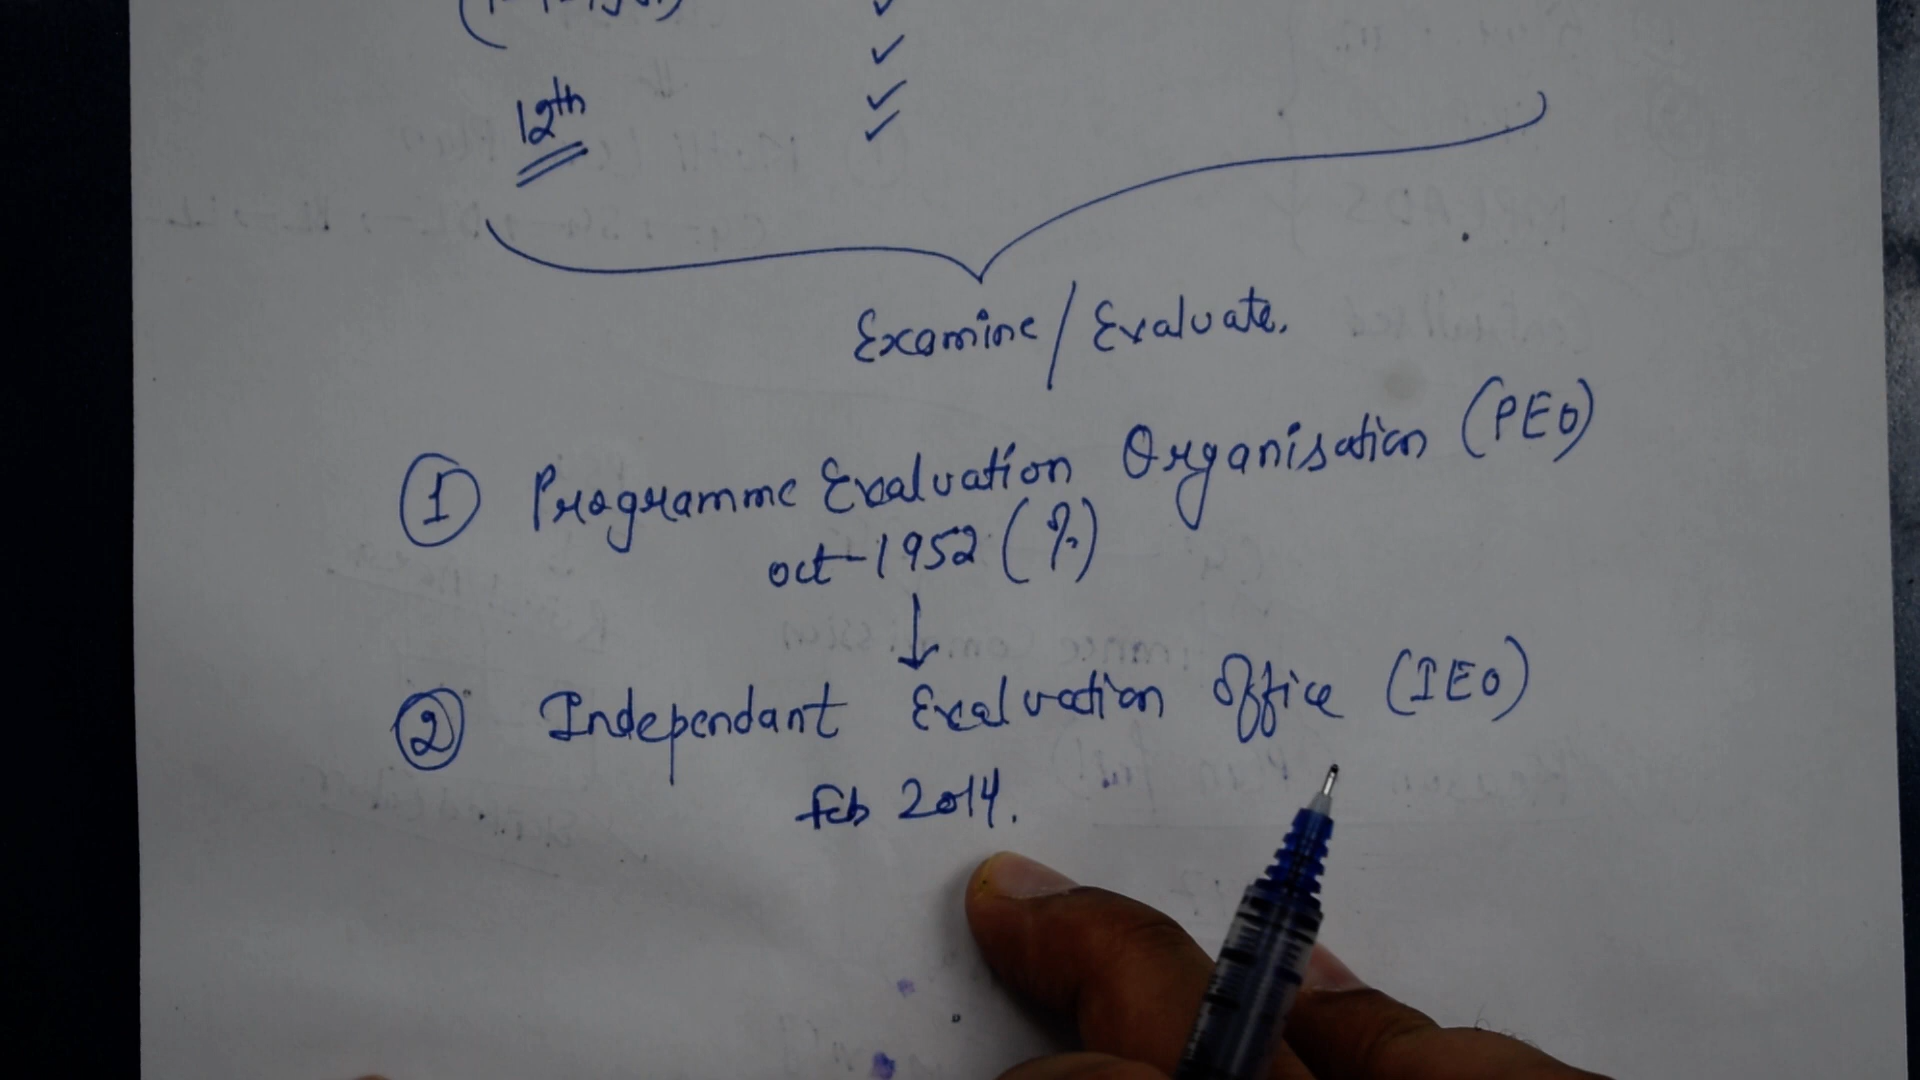 12th
Examine / Evaluate.
1 Programme Evaluation Organisation (PEO)
oct-1952 (%)
2 Independant Evaluation Office (IEO)
Feb 2014.